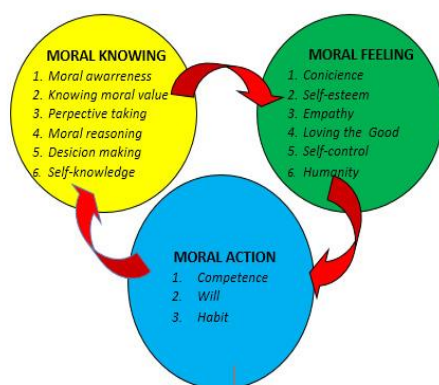 MORAL KNOWING
1. Moral awarreness
2. Knowing moral value
3. Perpective taking
4. Moral reasoning
5. Desicion making
6. Self-knowledge
MORAL FEELING
1. Conicience
2. Self-esteem
3. Empathy
4. Loving the Good
5. Self-control
6. Humanity
MORAL ACTION
1. Competence
2. Will
3. Habit